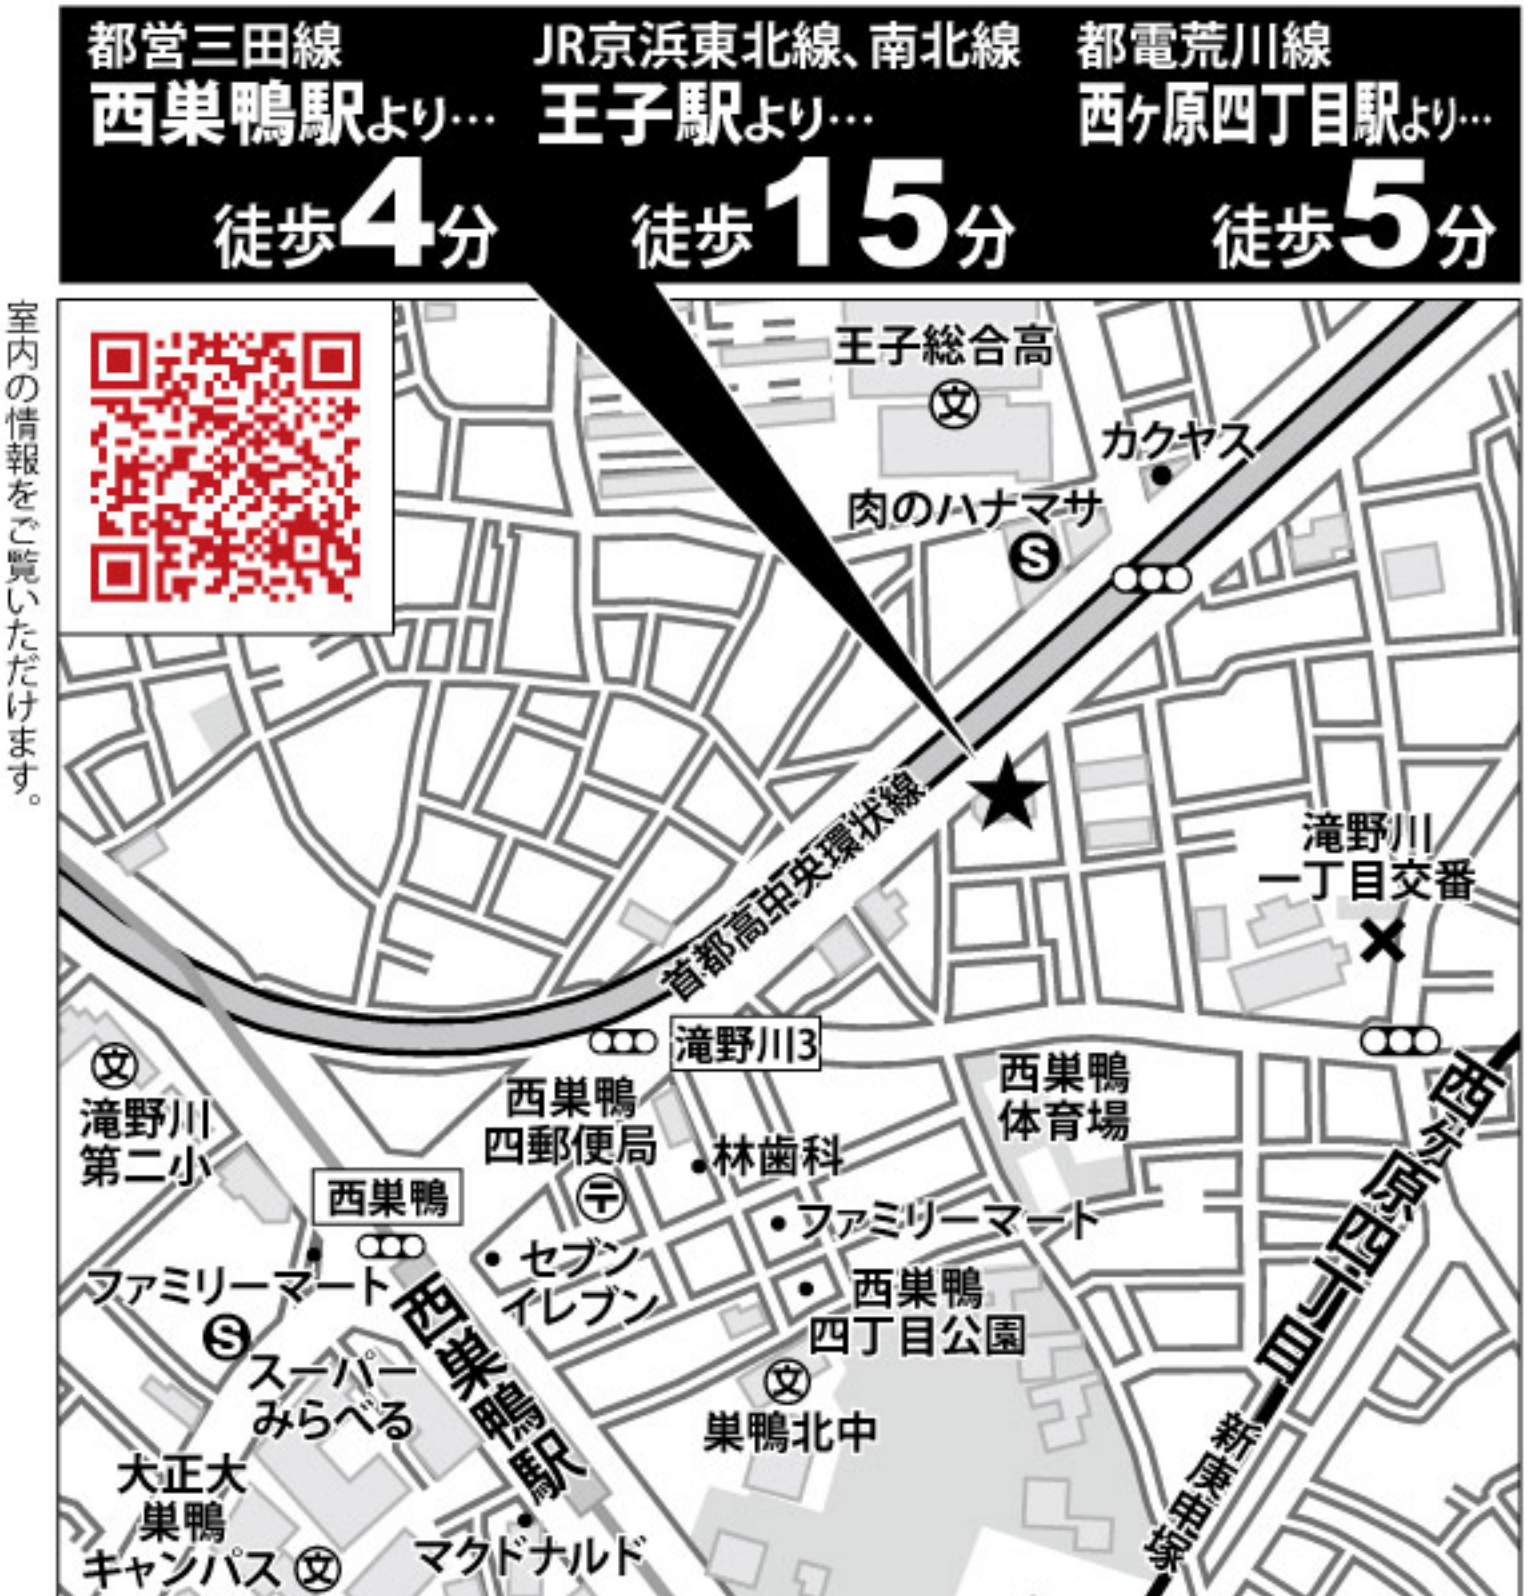 都営三田線
西巣鴨駅より…
徒歩4分
JR京浜東北線、南北線
王子駅より…
徒歩15分
都電荒川線
西ヶ原四丁目駅より…
徒歩5分
室内の情報をご覧いただけます。
王子総合高
文
カクヤス
肉のハナマサ
S
首都高中央環状線
滝野川
一丁目交番
滝野川3
文
滝野川
第二小
西巣鴨
四郵便局
〒
林歯科
西巣鴨
体育場
西巣鴨
ファミリーマート
セブン
イレブン
ファミリーマート
S
スーパー
みらべる
西巣鴨
四丁目公園
文
巣鴨北中
西巣鴨駅
西ヶ原四丁目
新庚申塚
大正大
巣鴨
キャンパス
文
マクドナルド